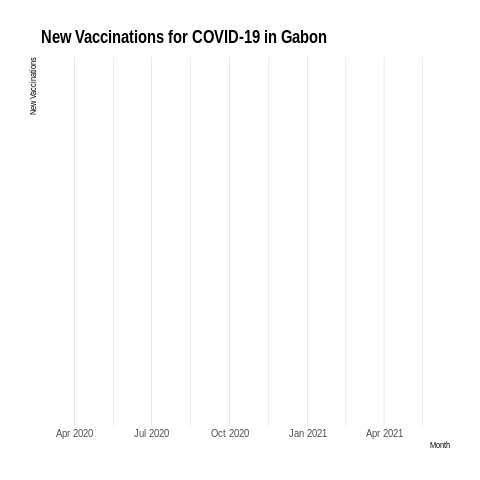 New Vaccinations for COVID-19 in Gabon
New Vaccinations
Apr 2020 Jul 2020 Oct 2020 Jan 2021 Apr 2021
Month